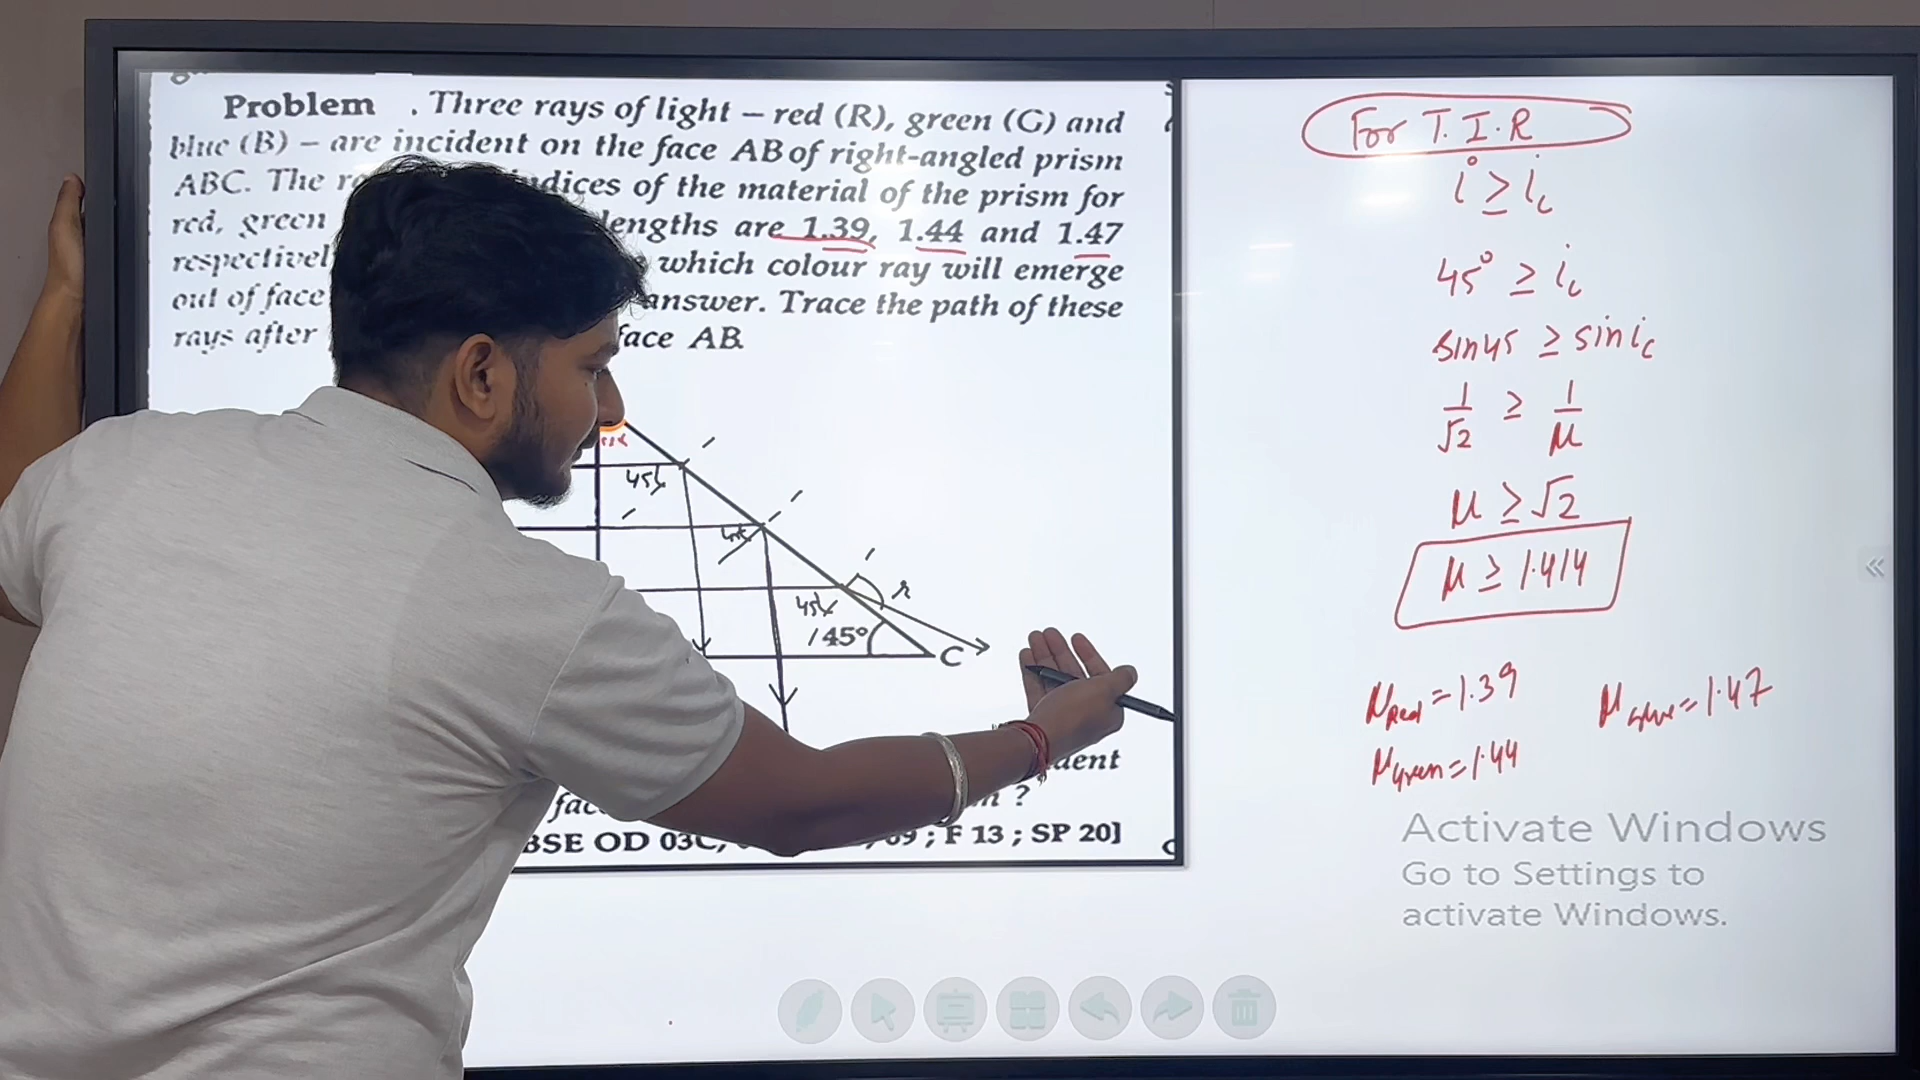 Problem . Three rays of light – red (R), green (G) and
blue (B) – are incident on the face AB of right-angled prism
ABC. The dices of the material of the prism for
red, green lengths are 1.39, 1.44 and 1.47
respectivel which colour ray will emerge
out of face answer. Trace the path of these
rays after face AB.
45
45
45
45°
r
C
dent
fac ?
BSE OD 03C, 09 ; F 13 ; SP 20]
For T.I.R
i ≥ ic
45° ≥ ic
sin45 ≥ sin ic
1/√2 ≥ 1/μ
μ ≥ √2
μ ≥ 1.414
μRed = 1.39
μblue = 1.47
μGreen = 1.44
Activate Windows
Go to Settings to
activate Windows.